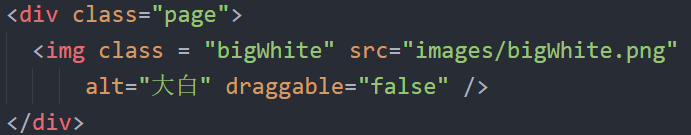 <div class="page">
<img class = "bigWhite" src="images/bigWhite.png"
alt="大白" draggable="false" />
</div>